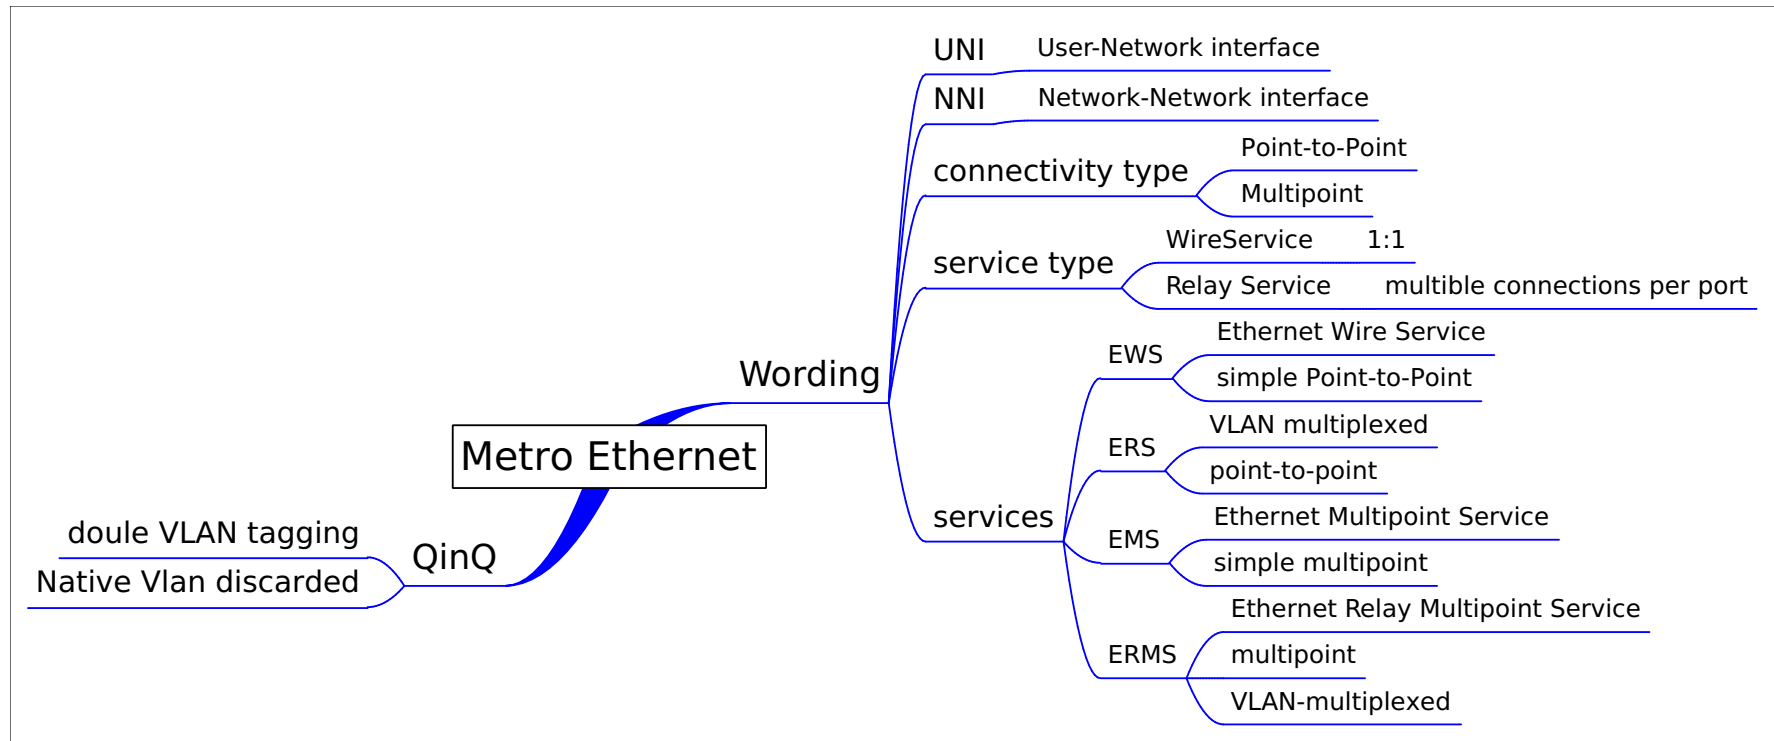 Metro Ethernet
Wording
UNI
User-Network interface
NNI
Network-Network interface
connectivity type
Point-to-Point
Multipoint
service type
WireService
1:1
Relay Service
multible connections per port
services
EWS
Ethernet Wire Service
simple Point-to-Point
ERS
VLAN multiplexed
point-to-point
EMS
Ethernet Multipoint Service
simple multipoint
ERMS
Ethernet Relay Multipoint Service
multipoint
VLAN-multiplexed
QinQ
doule VLAN tagging
Native Vlan discarded